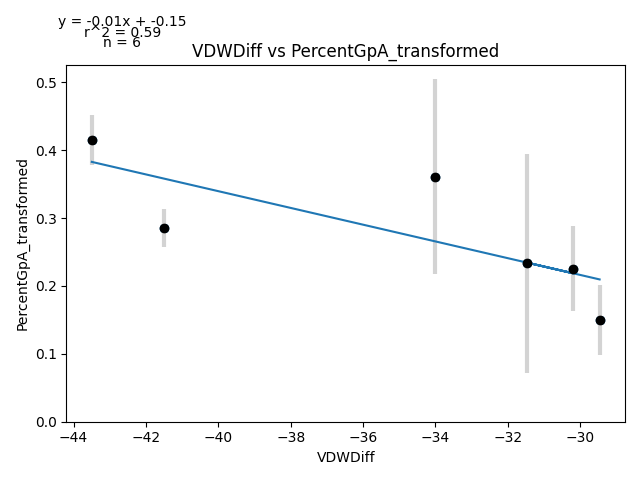 y = -0.01x + -0.15
r^2 = 0.59
n = 6
VDWDiff vs PercentGpA_transformed
PercentGpA_transformed
0.5
0.4
0.3
0.2
0.1
0.0
−44
−42
−40
−38
−36
−34
−32
−30
VDWDiff